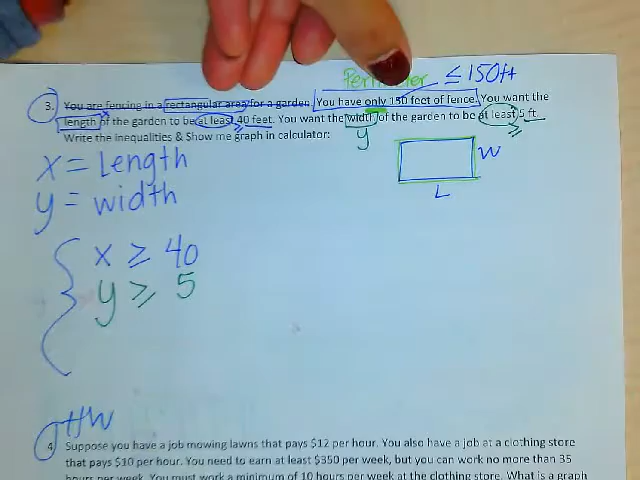 Perimeter ≤ 150ft
3. You are fencing in a rectangular area for a garden. You have only 150 feet of fence. You want the
x
length of the garden to be at least 40 feet. You want the width of the garden to be at least 5 ft.
≥ y ≥
Write the inequalities & Show me graph in calculator:
x = Length
y = width
W
L
x ≥ 40
y ≥ 5
HW
4. Suppose you have a job mowing lawns that pays $12 per hour. You also have a job at a clothing store
that pays $10 per hour. You need to earn at least $350 per week, but you can work no more than 35
hours per week. You must work a minimum of 10 hours per week at the clothing store. What is a graph